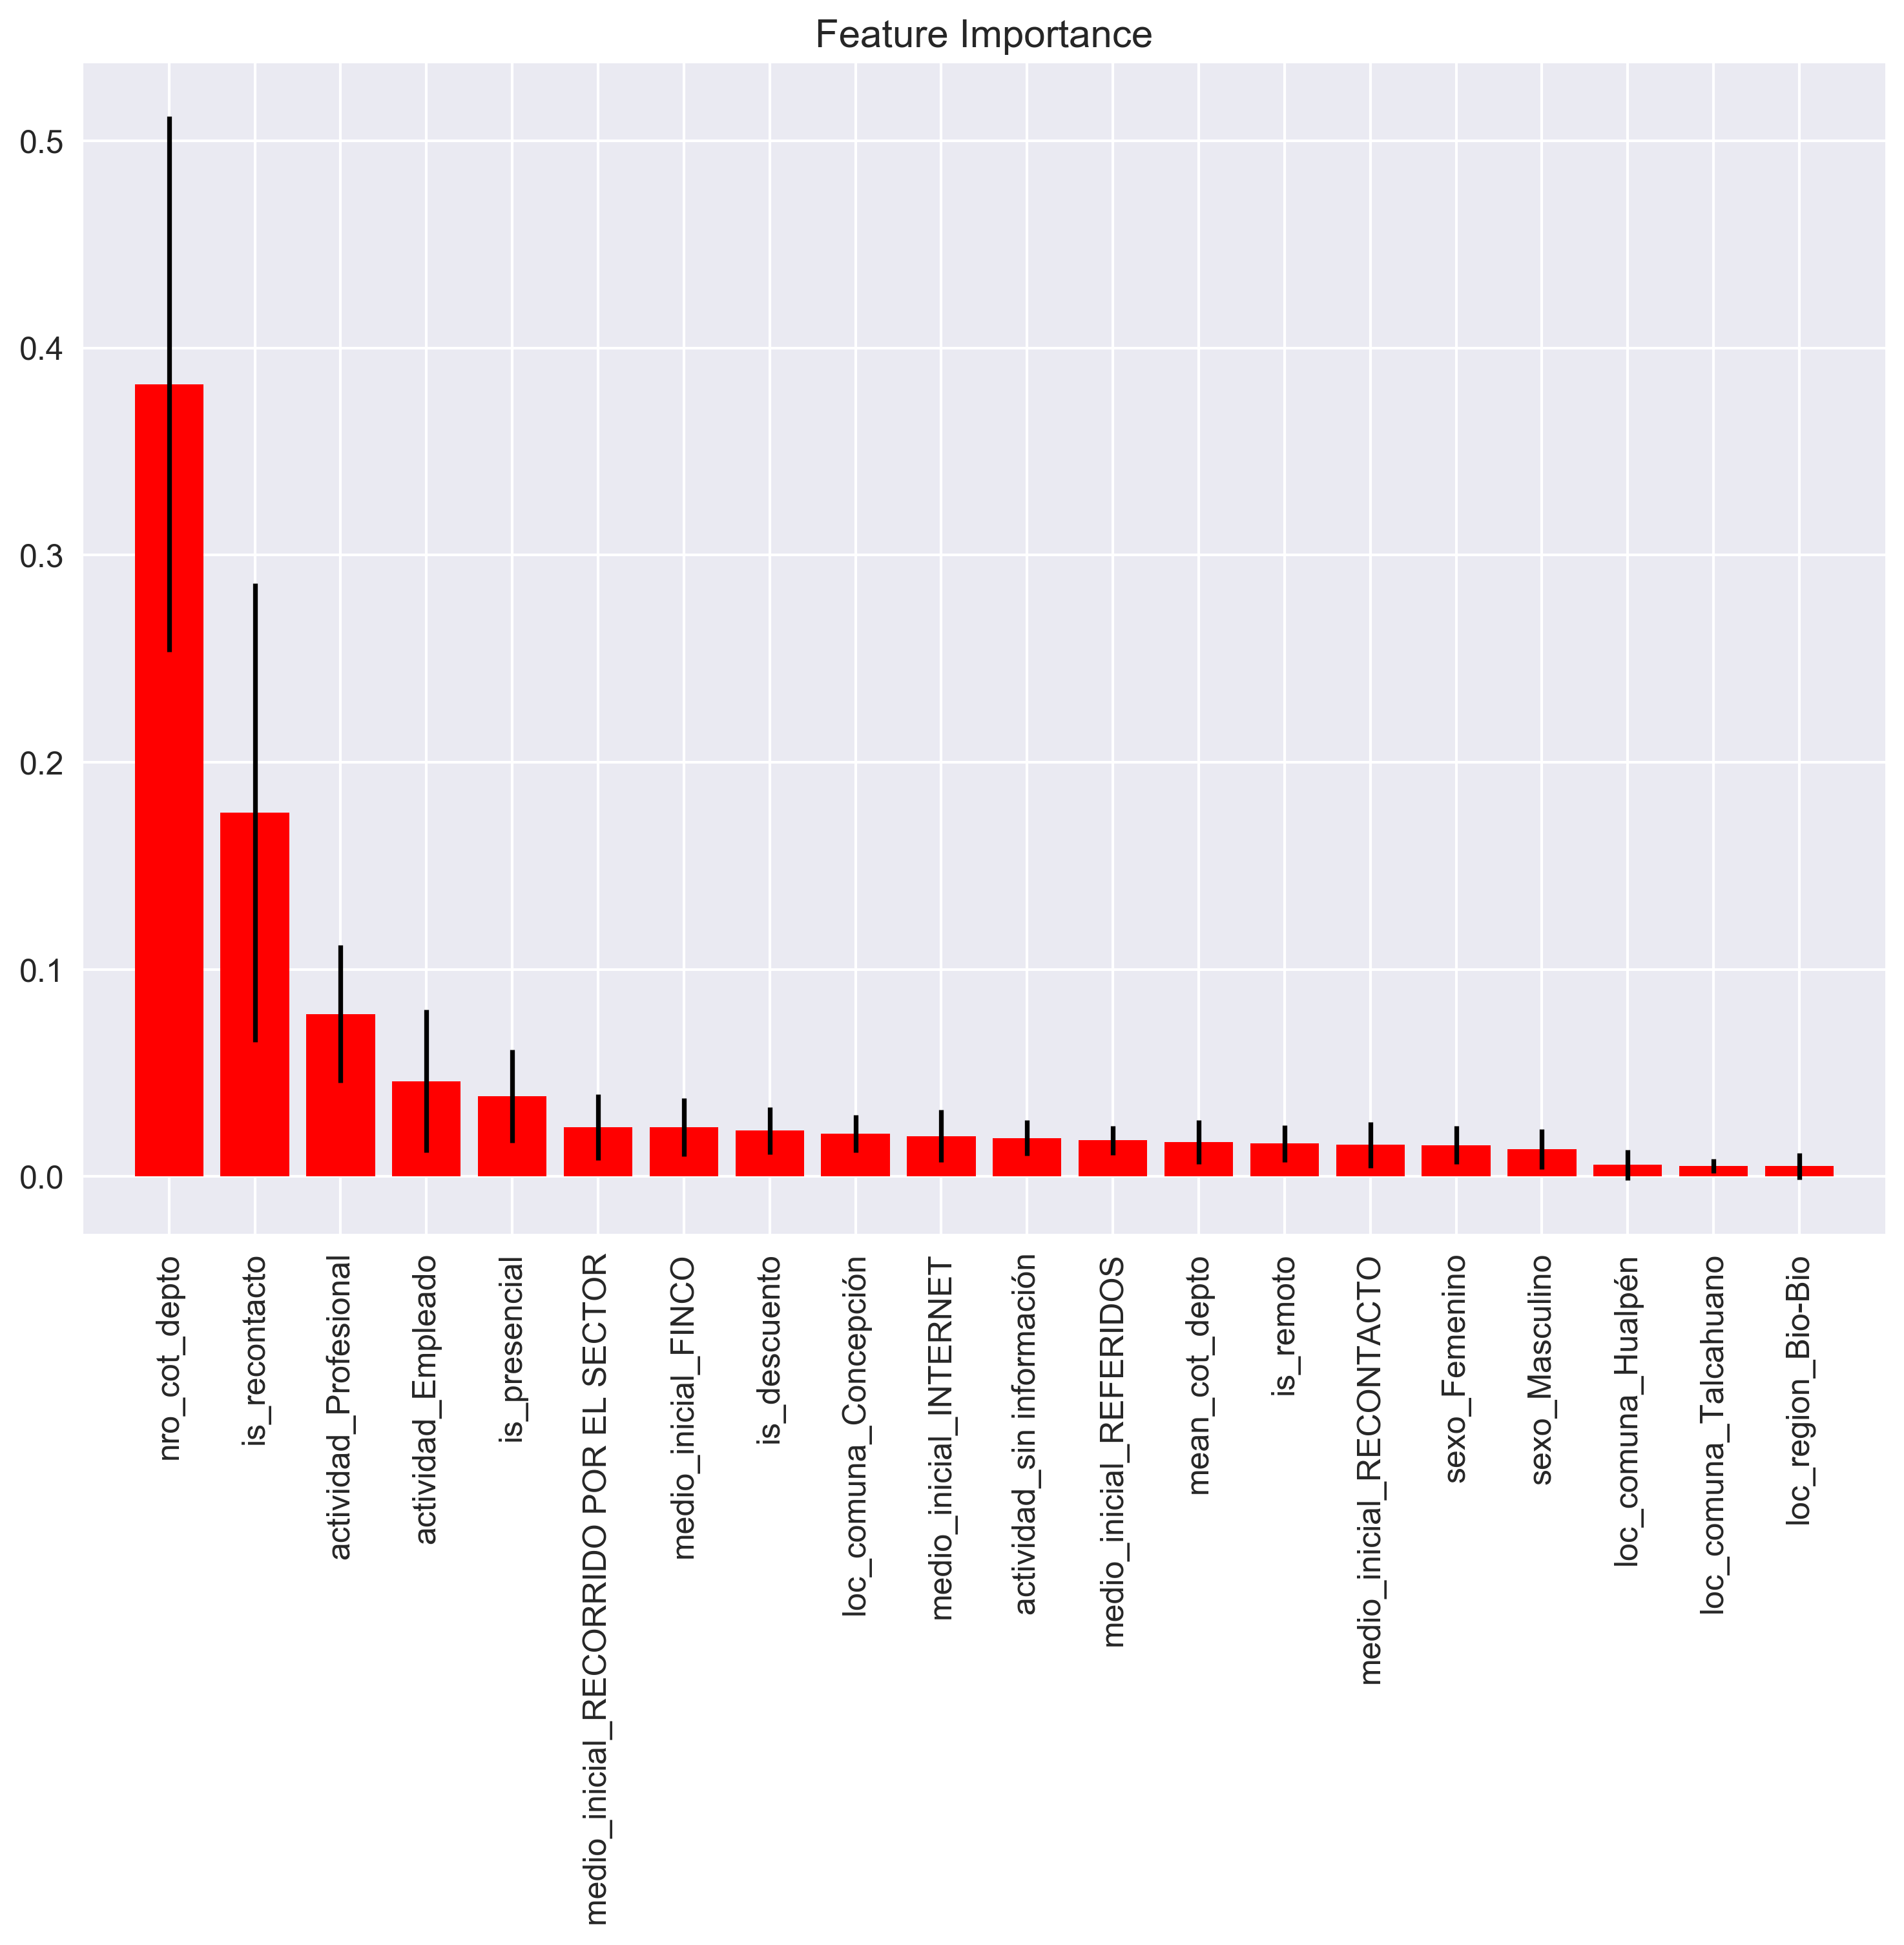 Feature Importance
0.5
0.4
0.3
0.2
0.1
0.0
nro_cot_depto
is_recontacto
actividad_Profesional
actividad_Empleado
is_presencial
medio_inicial_RECORRIDO POR EL SECTOR
medio_inicial_FINCO
is_descuento
loc_comuna_Concepción
medio_inicial_INTERNET
actividad_sin información
medio_inicial_REFERIDOS
mean_cot_depto
is_remoto
medio_inicial_RECONTACTO
sexo_Femenino
sexo_Masculino
loc_comuna_Hualpén
loc_comuna_Talcahuano
loc_region_Bio-Bio